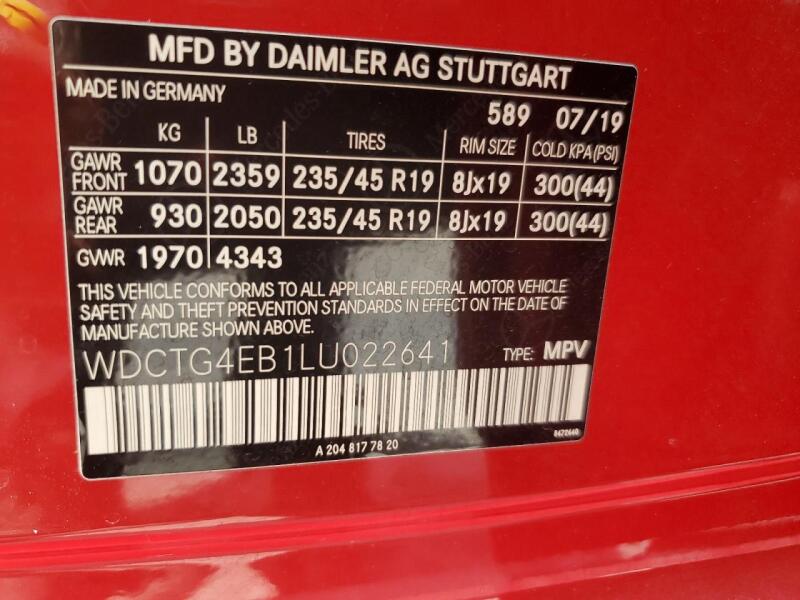 MFD BY DAIMLER AG STUTTGART
MADE IN GERMANY 589 07/19
KG LB TIRES RIM SIZE COLD KPA(PSI)
GAWR FRONT 1070 2359 235/45 R19 8Jx19 300(44)
GAWR REAR 930 2050 235/45 R19 8Jx19 300(44)
GVWR 1970 4343
THIS VEHICLE CONFORMS TO ALL APPLICABLE FEDERAL MOTOR VEHICLE
SAFETY AND THEFT PREVENTION STANDARDS IN EFFECT ON THE DATE OF
MANUFACTURE SHOWN ABOVE.
WDCTG4EB1LU022641 TYPE: MPV
A 204 817 78 20